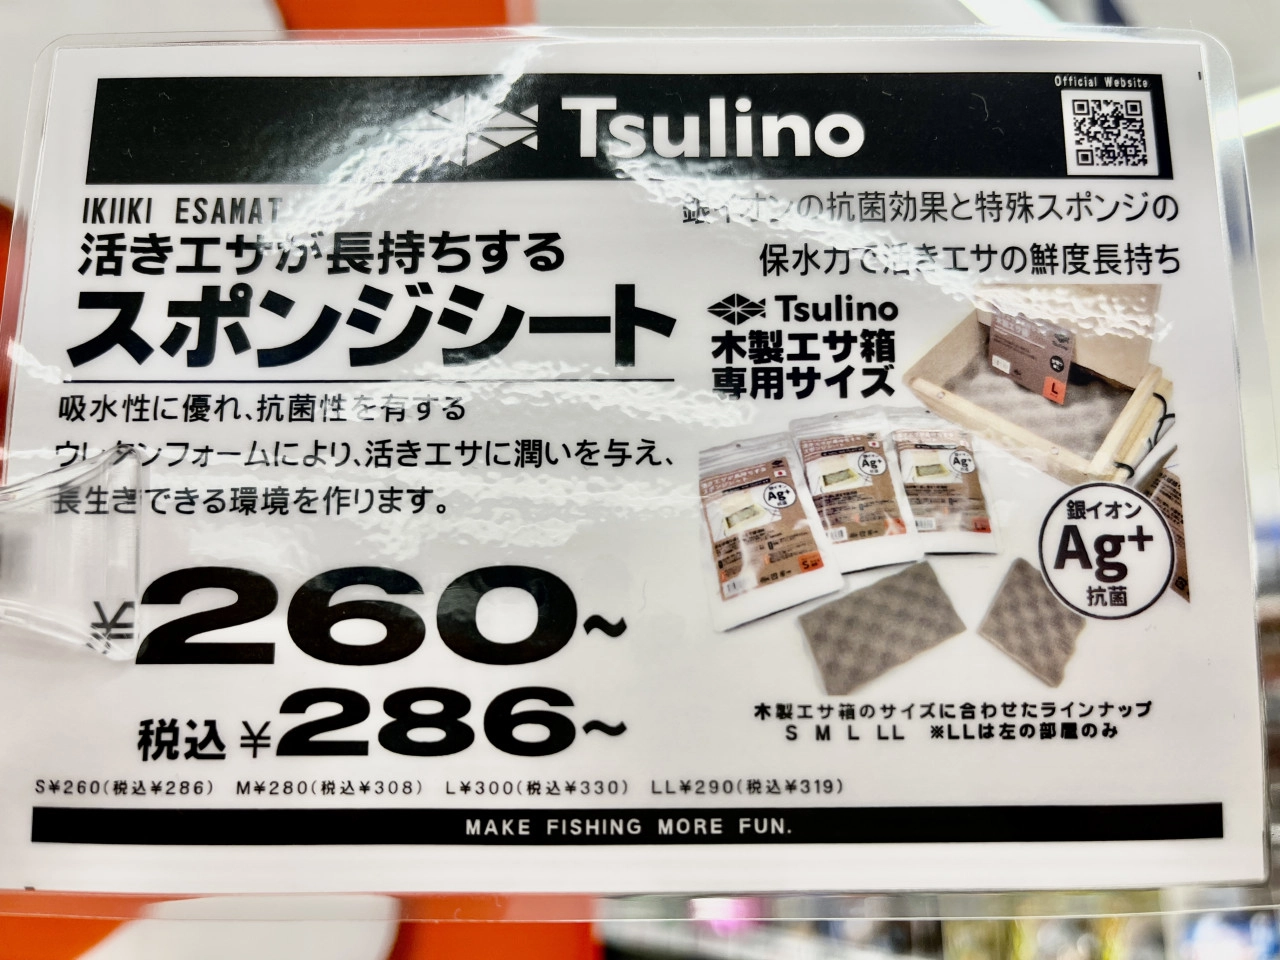 Official Website
Tsulino
IKIIKI ESAMAT
活きエサが長持ちする
スポンジシート
吸水性に優れ、抗菌性を有する
ウレタンフォームにより、活きエサに潤いを与え、
長生きできる環境を作ります。
¥260~
税込¥286~
銀イオンの抗菌効果と特殊スポンジの
保水力で活きエサの鮮度長持ち
Tsulino
木製エサ箱
専用サイズ
L
Ag+
Ag+
Ag+
S
銀イオン
Ag+
抗菌
木製エサ箱のサイズに合わせたラインナップ
S M L LL ※LLは左の部屋のみ
S¥260(税込¥286) M¥280(税込¥308) L¥300(税込¥330) LL¥290(税込¥319)
MAKE FISHING MORE FUN.